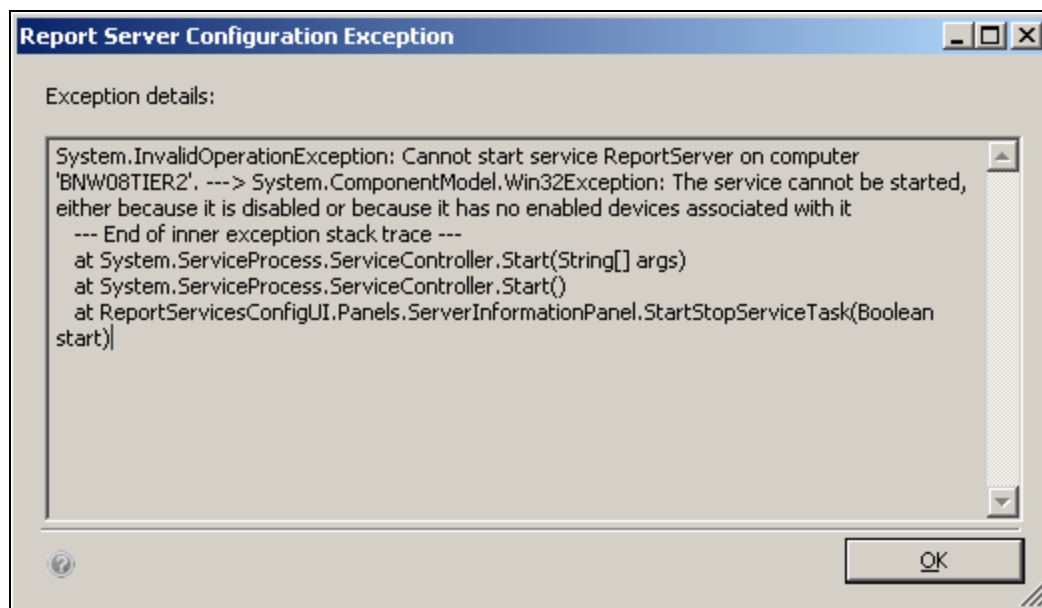 Report Server Configuration Exception
Exception details:
System.InvalidOperationException: Cannot start service ReportServer on computer
'BNW08TIER2'. ---> System.ComponentModel.Win32Exception: The service cannot be started,
either because it is disabled or because it has no enabled devices associated with it
   --- End of inner exception stack trace ---
   at System.ServiceProcess.ServiceController.Start(String[] args)
   at System.ServiceProcess.ServiceController.Start()
   at ReportServicesConfigUI.Panels.ServerInformationPanel.StartStopServiceTask(Boolean
start)
OK